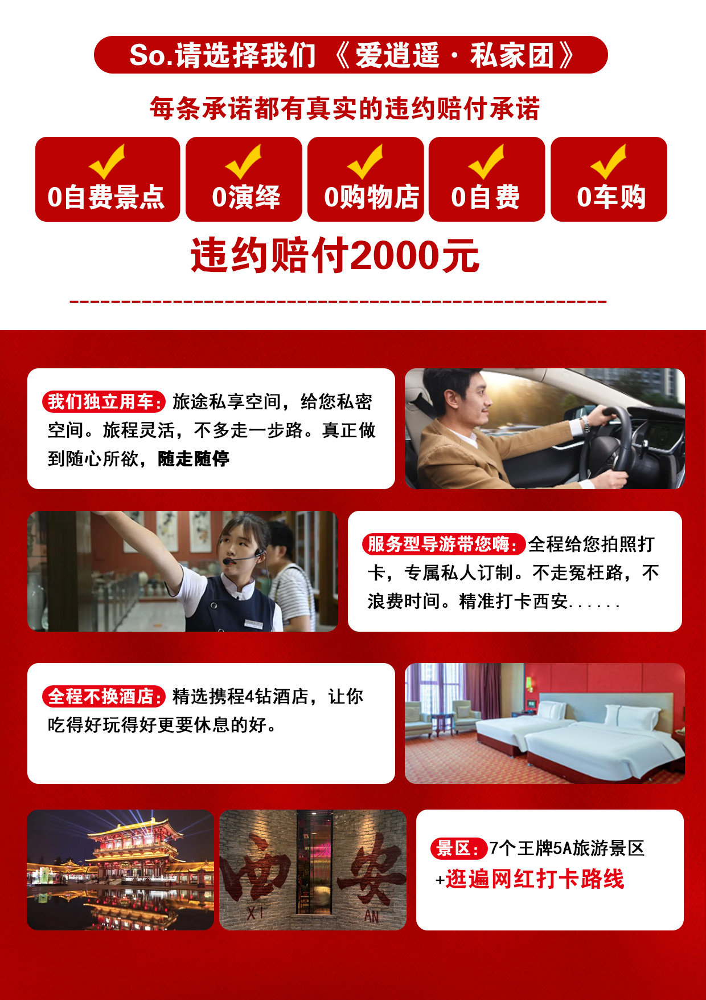 So.请选择我们《爱逍遥·私家团》
每条承诺都有真实的违约赔付承诺
0自费景点
0演绎
0购物店
0自费
0车购
违约赔付2000元
我们独立用车：旅途私享空间，给您私密
空间。旅程灵活，不多走一步路。真正做
到随心所欲，随走随停
服务型导游带您嗨：全程给您拍照打
卡，专属私人订制。不走冤枉路，不
浪费时间。精准打卡西安......
全程不换酒店：精选携程4钻酒店，让你
吃得好玩得好更要休息的好。
西 安
XI AN
景区：7个王牌5A旅游景区
+逛遍网红打卡路线